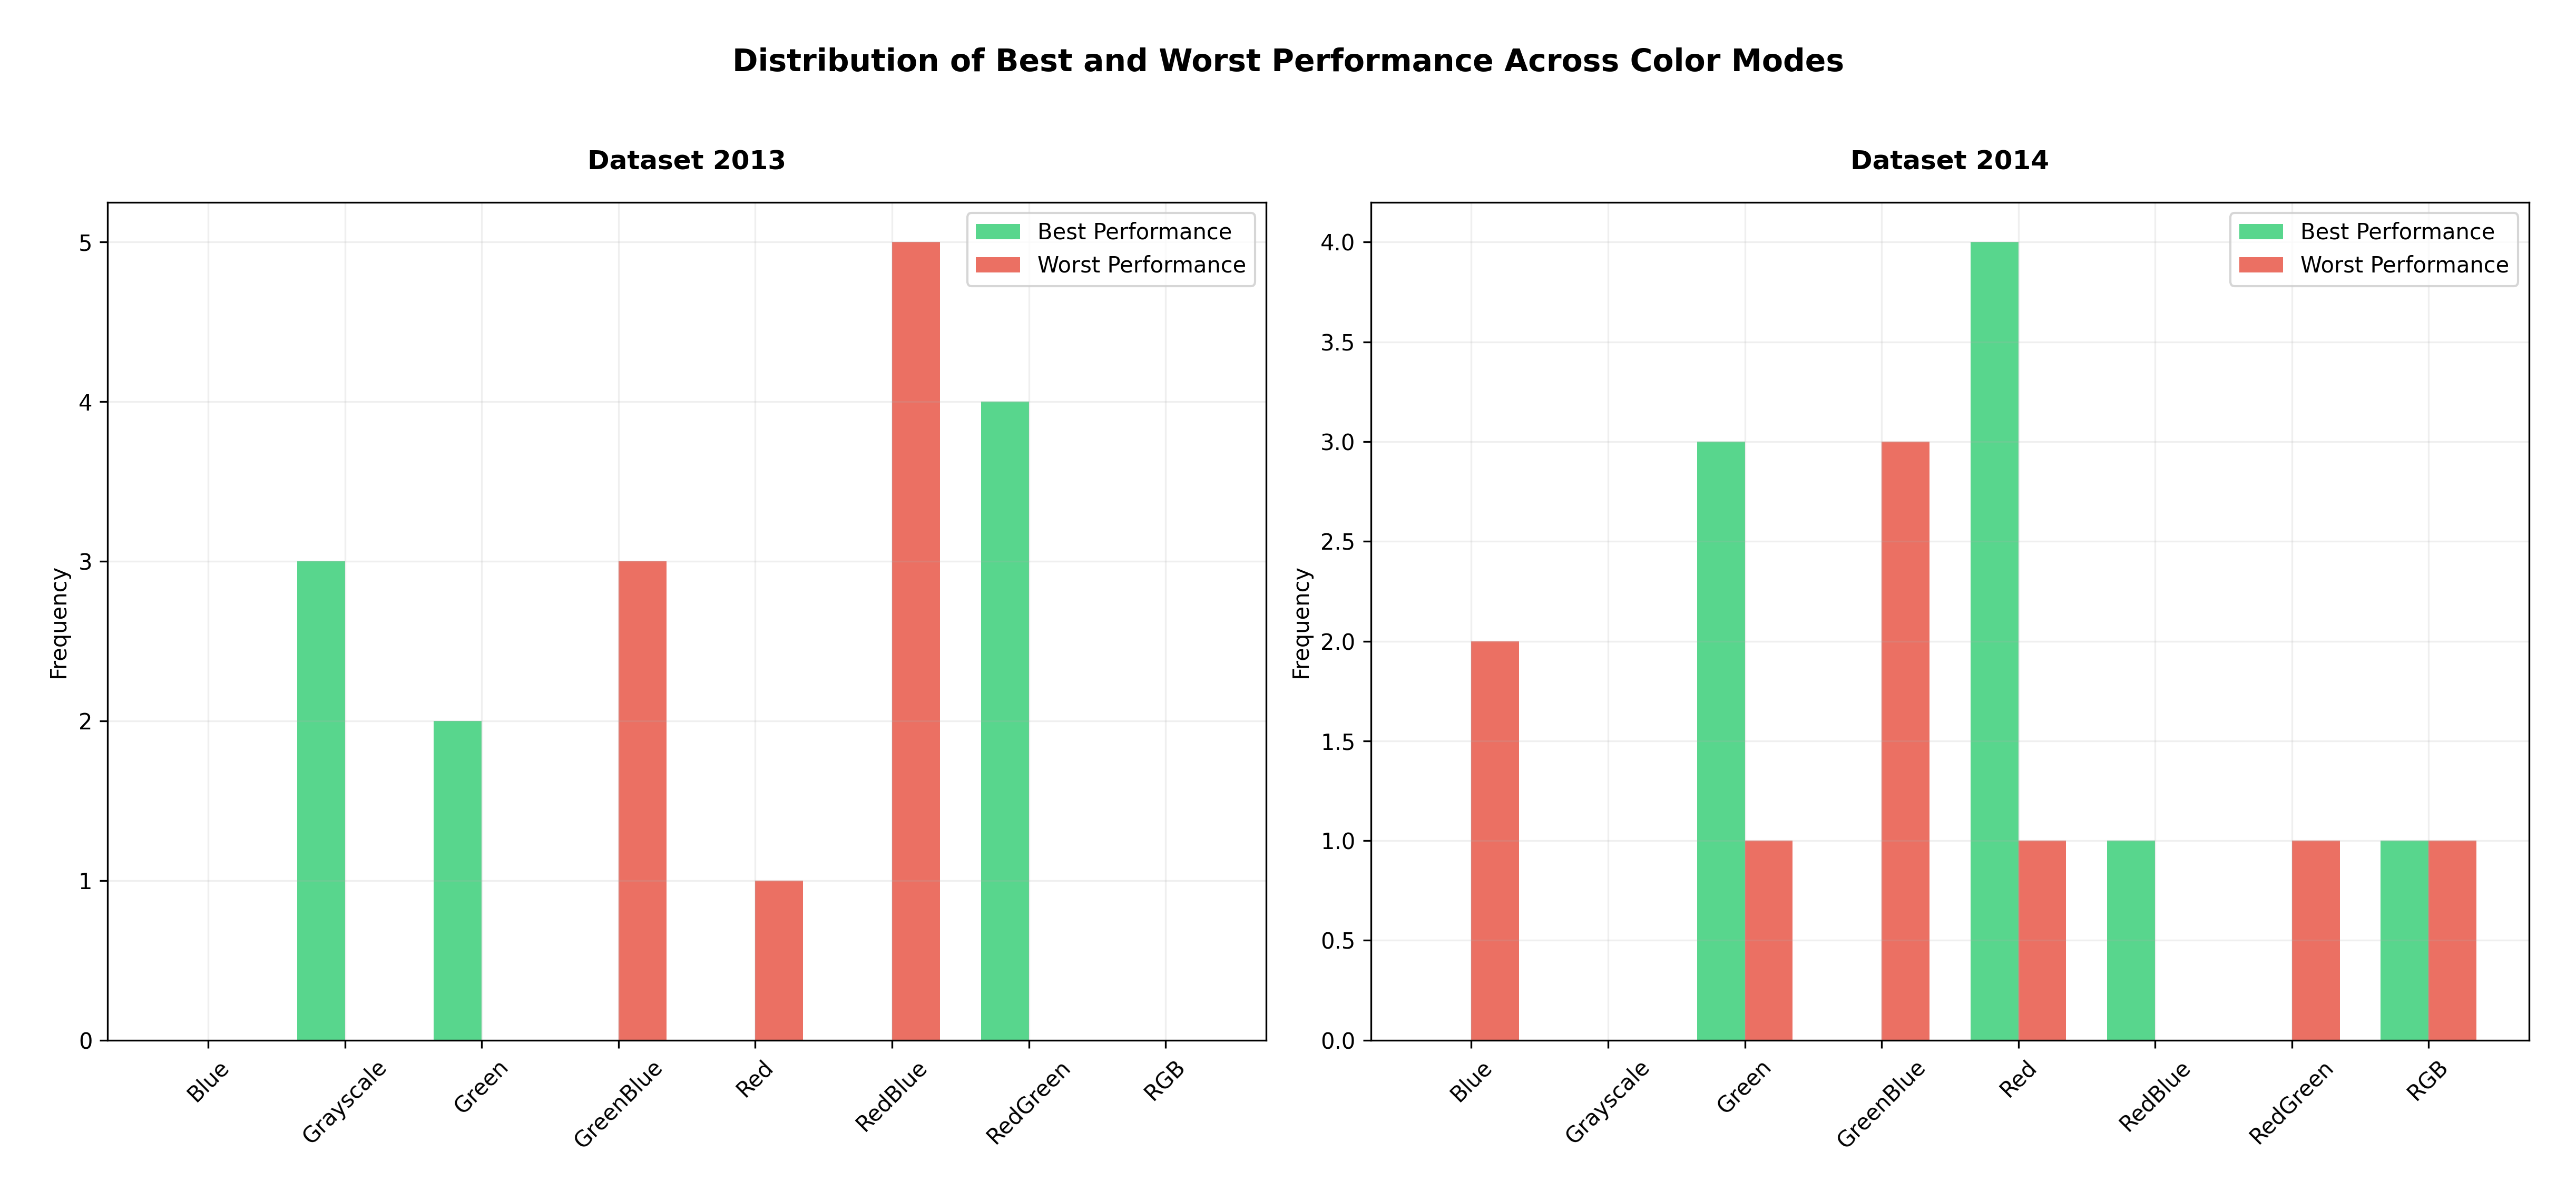 Distribution of Best and Worst Performance Across Color Modes
Dataset 2013
Best Performance
Worst Performance
Frequency
5
4
3
2
1
0
Blue
Grayscale
Green
GreenBlue
Red
RedBlue
RedGreen
RGB
Dataset 2014
Best Performance
Worst Performance
Frequency
4.0
3.5
3.0
2.5
2.0
1.5
1.0
0.5
0.0
Blue
Grayscale
Green
GreenBlue
Red
RedBlue
RedGreen
RGB